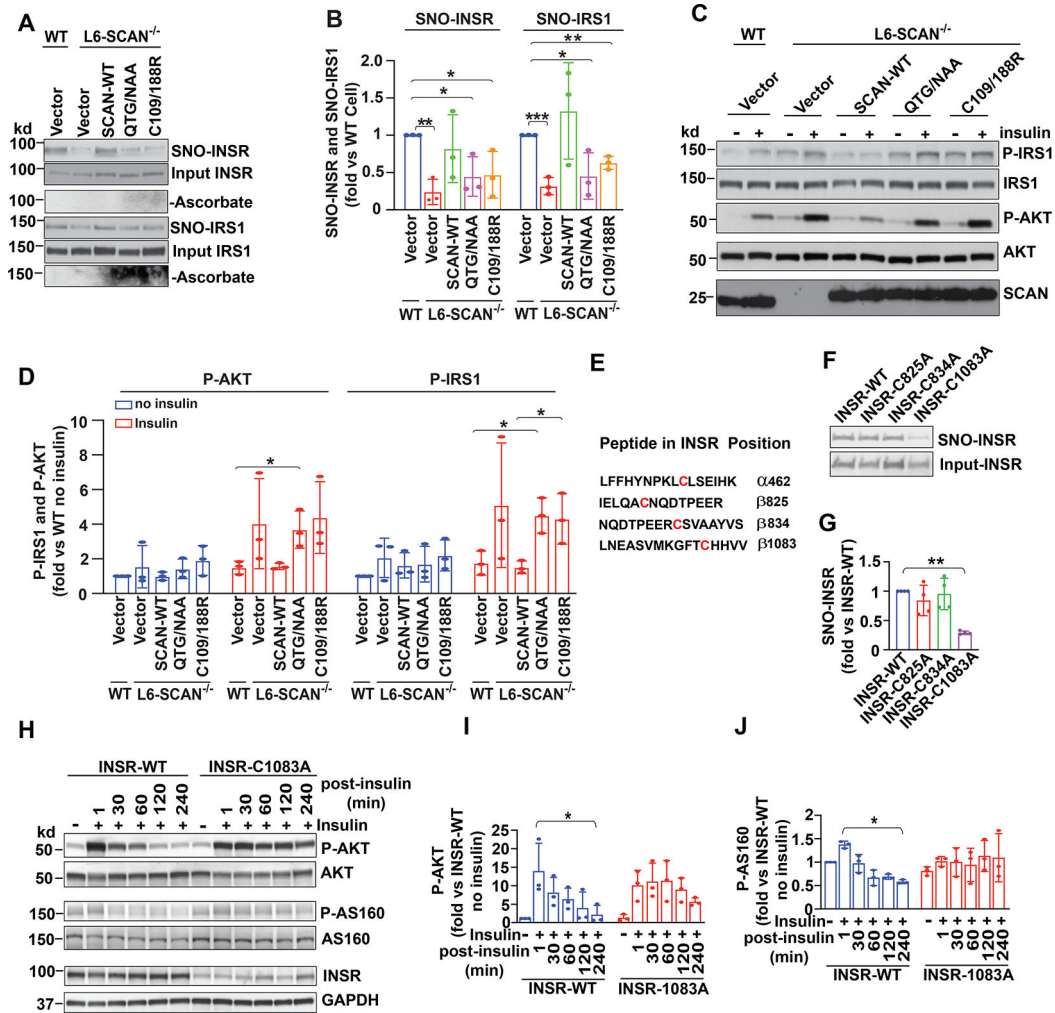 A
WT L6-SCAN-/-
Vector Vector SCAN-WT QTG/NAA C109/188R
kd
100 SNO-INSR
100 Input INSR
100 -Ascorbate
150 SNO-IRS1
150 Input IRS1
150 -Ascorbate
B
SNO-INSR SNO-IRS1
SNO-INSR and SNO-IRS1
(fold vs WT Cell)
2.0
1.5
1
0.5
0
* * ** ** * ***
Vector Vector SCAN-WT QTG/NAA C109/188R Vector Vector SCAN-WT QTG/NAA C109/188R
WT L6-SCAN-/- WT L6-SCAN-/-
C
WT L6-SCAN-/-
Vector Vector SCAN-WT QTG/NAA C109/188R
kd - + - + - + - + - + insulin
150 P-IRS1
150 IRS1
50 P-AKT
50 AKT
25 SCAN
D
P-AKT P-IRS1
no insulin
Insulin
P-IRS1 and P-AKT
(fold vs WT no insulin)
10
8
6
4
2
0
* * *
Vector Vector SCAN-WT QTG/NAA C109/188R Vector Vector SCAN-WT QTG/NAA C109/188R Vector Vector SCAN-WT QTG/NAA C109/188R Vector Vector SCAN-WT QTG/NAA C109/188R
WT L6-SCAN-/- WT L6-SCAN-/- WT L6-SCAN-/- WT L6-SCAN-/-
E
Peptide in INSR Position
LFFHYNPKLCLSEIHK α462
IELQACNQDTPEER β825
NQDTPEERCSVAAYVS β834
LNEASVMKGFTCHHVV β1083
F
INSR-WT INSR-C825A INSR-C834A INSR-C1083A
SNO-INSR
Input-INSR
G
SNO-INSR
(fold vs INSR-WT)
1.5
1
0.5
0
**
INSR-WT INSR-C825A INSR-C834A INSR-C1083A
H
INSR-WT INSR-C1083A
- 1 30 60 120 240 - 1 30 60 120 240 post-insulin
(min)
+ + + + + + + + + + Insulin
kd
50 P-AKT
50 AKT
150 P-AS160
150 AS160
100 INSR
37 GAPDH
I
P-AKT
(fold vs INSR-WT
no insulin)
25
20
15
10
5
0
*
Insulin - + + + + + - + + + + +
post-insulin
(min)
1 30 60 120 240 1 30 60 120 240
INSR-WT INSR-1083A
J
P-AS160
(fold vs INSR-WT
no insulin)
2
1.5
1
0.5
0
*
Insulin - + + + + + - + + + + +
post-insulin
(min)
1 30 60 120 240 1 30 60 120 240
INSR-WT INSR-C1083A